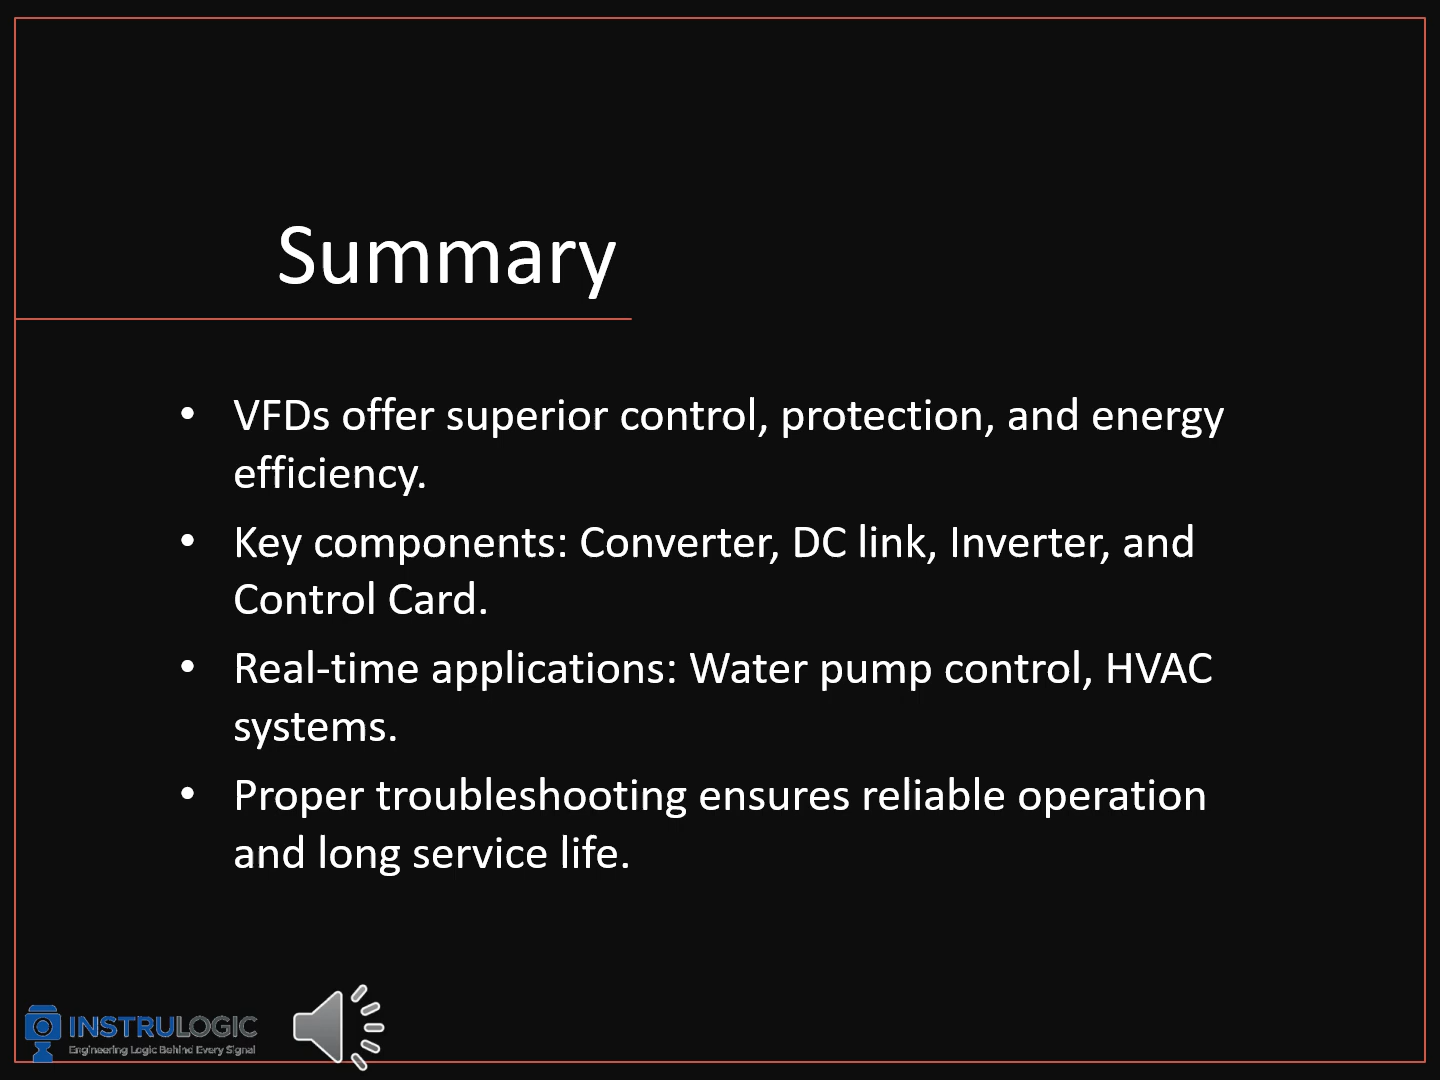 Summary
• VFDs offer superior control, protection, and energy
efficiency.
• Key components: Converter, DC link, Inverter, and
Control Card.
• Real-time applications: Water pump control, HVAC
systems.
• Proper troubleshooting ensures reliable operation
and long service life.
INSTRULOGIC
Engineering Logic Behind Every Signal